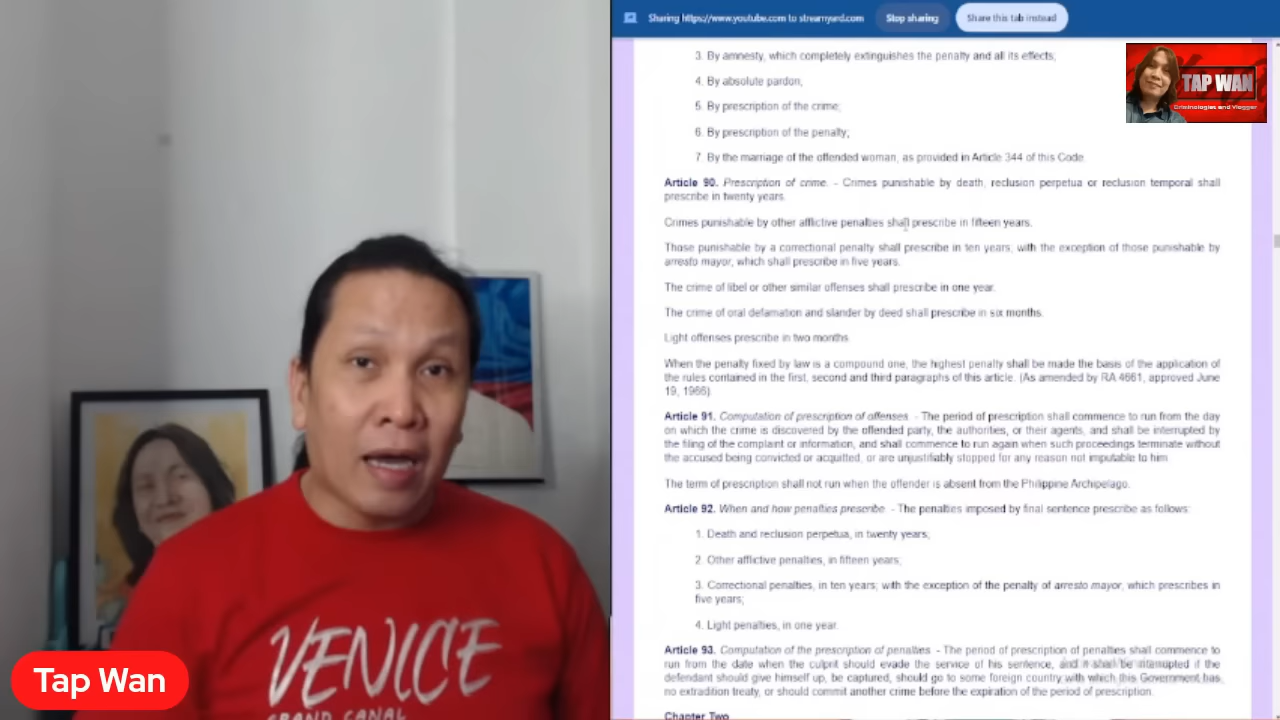 Sharing https://www.youtube.com to streamyard.com
Stop sharing
Share this tab instead
TAP WAN
Criminologies and Vlogger
3. By amnesty, which completely extinguishes the penalty and all its effects;
4. By absolute pardon;
5. By prescription of the crime;
6. By prescription of the penalty;
7. By the marriage of the offended woman, as provided in Article 344 of this Code.
Article 90. Prescription of crime. - Crimes punishable by death, reclusion perpetua or reclusion temporal shall
prescribe in twenty years.
Crimes punishable by other afflictive penalties shall prescribe in fifteen years.
Those punishable by a correctional penalty shall prescribe in ten years; with the exception of those punishable by
arresto mayor, which shall prescribe in five years.
The crime of libel or other similar offenses shall prescribe in one year.
The crime of oral defamation and slander by deed shall prescribe in six months.
Light offenses prescribe in two months.
When the penalty fixed by law is a compound one, the highest penalty shall be made the basis of the application of
the rules contained in the first, second and third paragraphs of this article. (As amended by RA 4661, approved June
19, 1966)
Article 91. Computation of prescription of offenses. - The period of prescription shall commence to run from the day
on which the crime is discovered by the offended party, the authorities, or their agents, and shall be interrupted by
the filing of the complaint or information, and shall commence to run again when such proceedings terminate without
the accused being convicted or acquitted, or are unjustifiably stopped for any reason not imputable to him.
The term of prescription shall not run when the offender is absent from the Philippine Archipelago.
Article 92. When and how penalties prescribe. - The penalties imposed by final sentence prescribe as follows:
1. Death and reclusion perpetua, in twenty years;
2. Other afflictive penalties, in fifteen years;
3. Correctional penalties, in ten years; with the exception of the penalty of arresto mayor, which prescribes in
five years;
4. Light penalties, in one year.
Article 93. Computation of the prescription of penalties. - The period of prescription of penalties shall commence to
run from the date when the culprit should evade the service of his sentence, and it shall be interrupted if the
defendant should give himself up, be captured, should go to some foreign country with which this Government has
no extradition treaty, or should commit another crime before the expiration of the period of prescription.
Chapter Two
VENICE
GRAND CANAL
Tap Wan